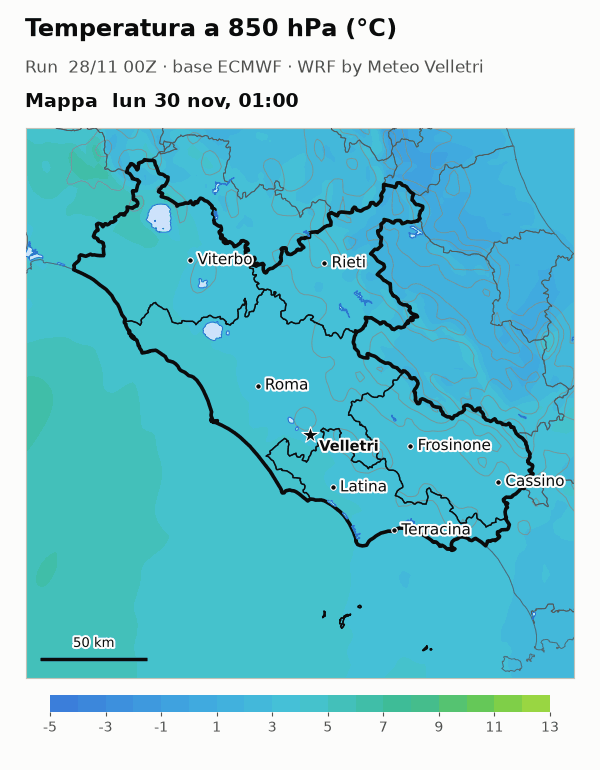 Temperatura a 850 hPa (°C)
Run  28/11 00Z · base ECMWF · WRF by Meteo Velletri
Mappa  lun 30 nov, 01:00
Viterbo
Rieti
Roma
Velletri
Frosinone
Latina
Cassino
Terracina
50 km
-5 -3 -1 1 3 5 7 9 11 13